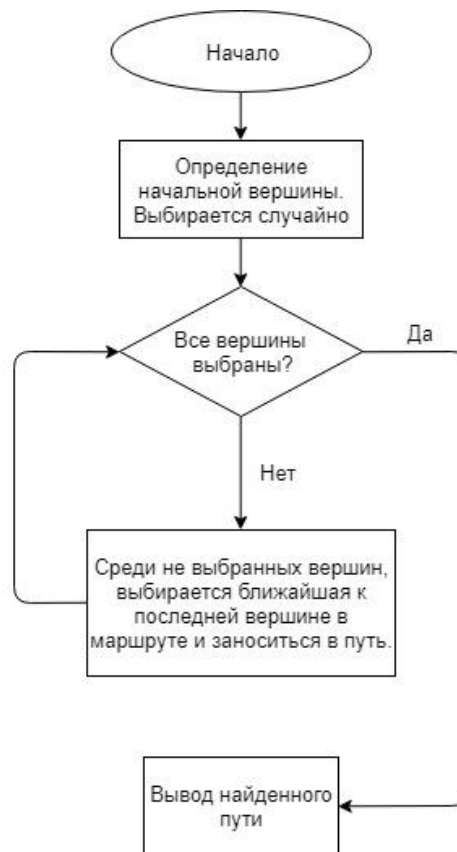 Начало
Определение
начальной вершины.
Выбирается случайно
Все вершины
выбраны?
Да
Нет
Среди не выбранных вершин,
выбирается ближайшая к
последней вершине в
маршруте и заноситься в путь.
Вывод найденного
пути